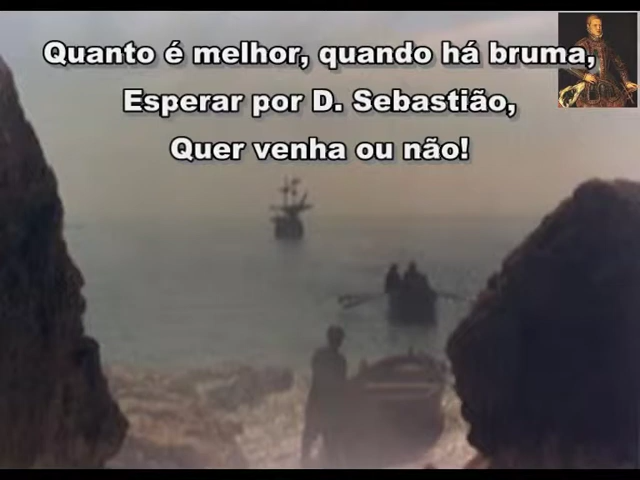 Quanto é melhor, quando há bruma,
Esperar por D. Sebastião,
Quer venha ou não!